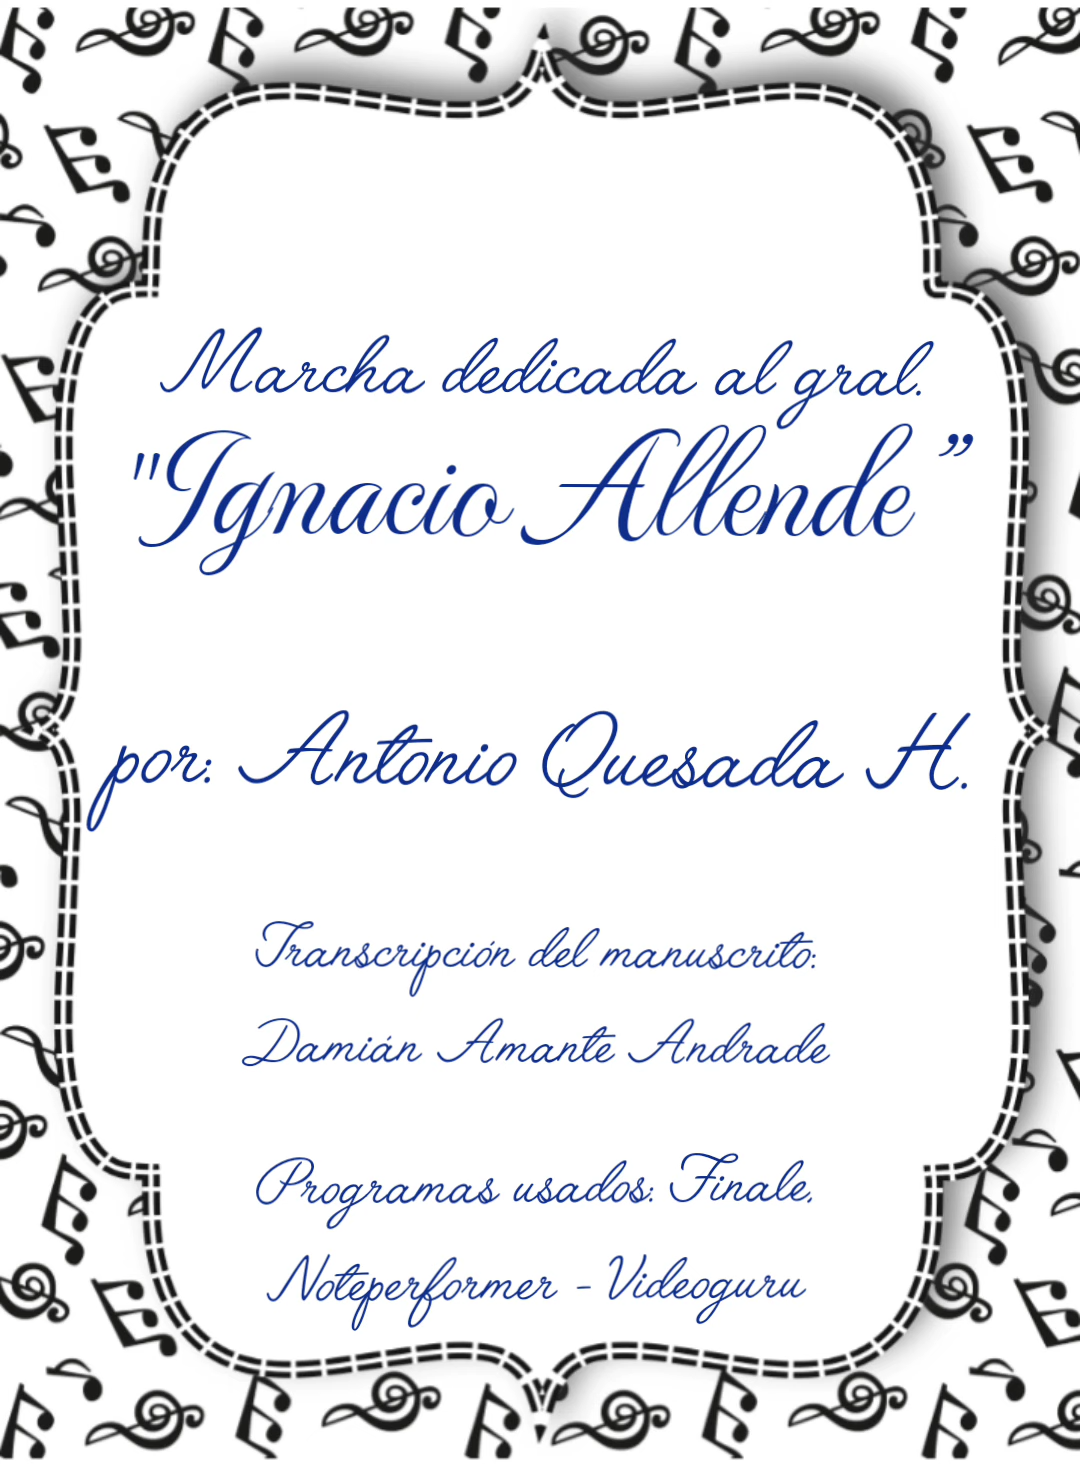 Marcha dedicada al gral.
"Ignacio Allende”
por: Antonio Quesada H.
Transcripción del manuscrito:
Damián Amante Andrade
Programas usados: Finale,
Noteperformer - Videoguru